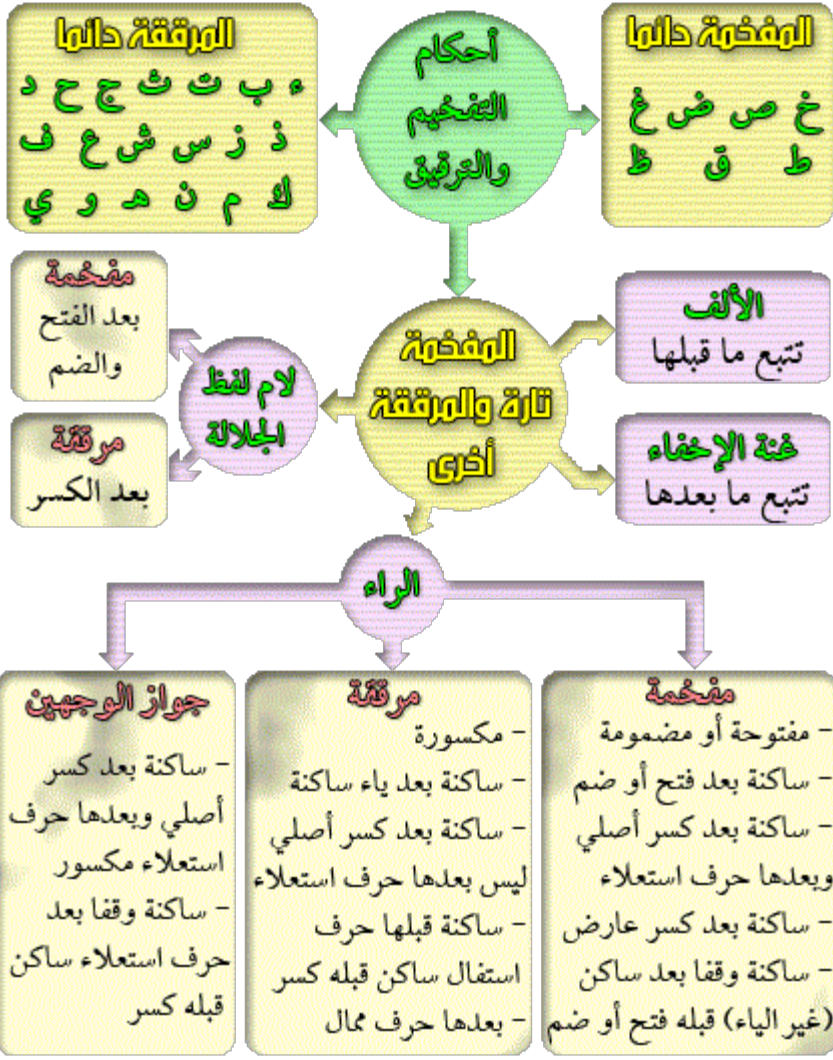 أحكام
التفخيم
والترقيق
المفخمة دائما
خ ص ض غ
ط ق ظ
المرققة دائما
ء ب ت ث ج ح د
ذ ز س ش ع ف
ك م ن هـ و ي
المفخمة
تارة والمرققة
أخرى
الألف
تتبع ما قبلها
غنة الإخفاء
تتبع ما بعدها
لام لفظ
الجلالة
مفخمة
بعد الفتح
والضم
مرققة
بعد الكسر
الراء
مفخمة
- مفتوحة أو مضمومة
- ساكنة بعد فتح أو ضم
- ساكنة بعد كسر أصلي
وبعدها حرف استعلاء
- ساكنة بعد كسر عارض
- ساكنة وقفا بعد ساكن
(غير الياء) قبله فتح أو ضم
مرققة
- مكسورة
- ساكنة بعد ياء ساكنة
- ساكنة بعد كسر أصلي
ليس بعدها حرف استعلاء
- ساكنة قبلها حرف
استفال ساكن قبله كسر
- بعدها حرف ممال
جواز الوجهين
- ساكنة بعد كسر
أصلي وبعدها حرف
استعلاء مكسور
- ساكنة وقفا بعد
حرف استعلاء ساكن
قبله كسر